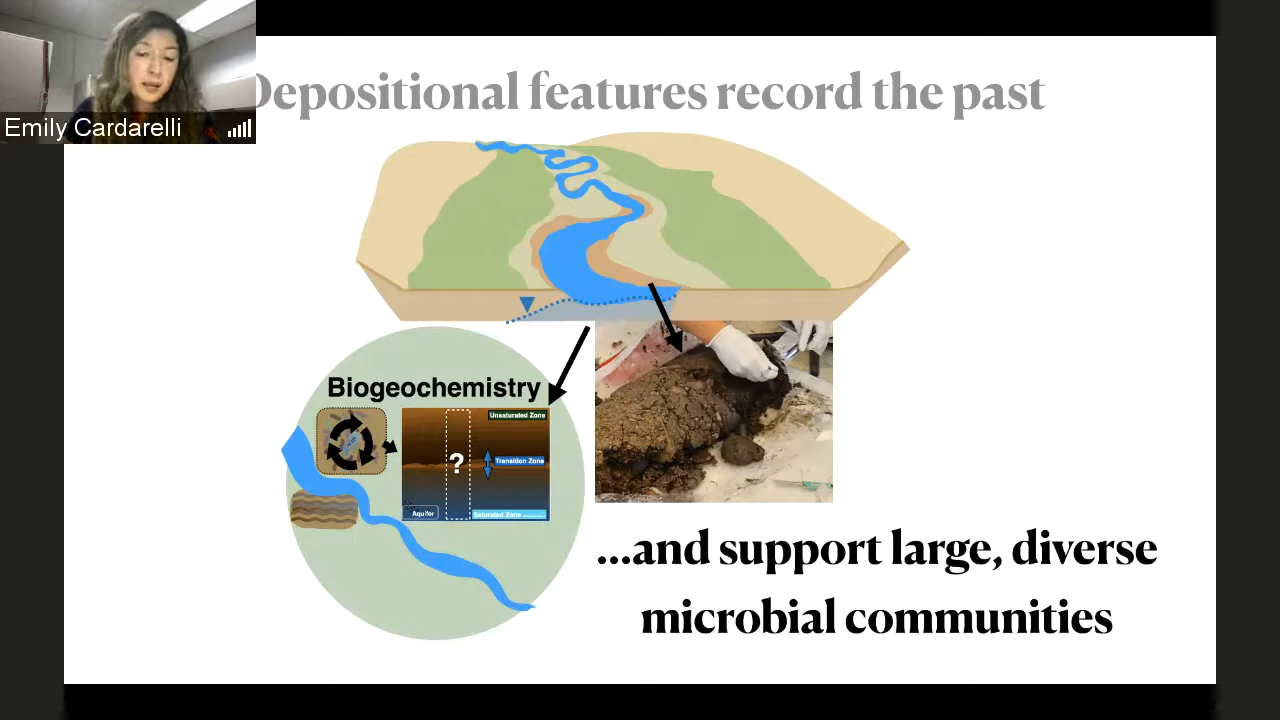 Depositional features record the past
Emily Cardarelli
Biogeochemistry
Unsaturated Zone
?
Transition Zone
Aquifer
Saturated Zone
...and support large, diverse
microbial communities